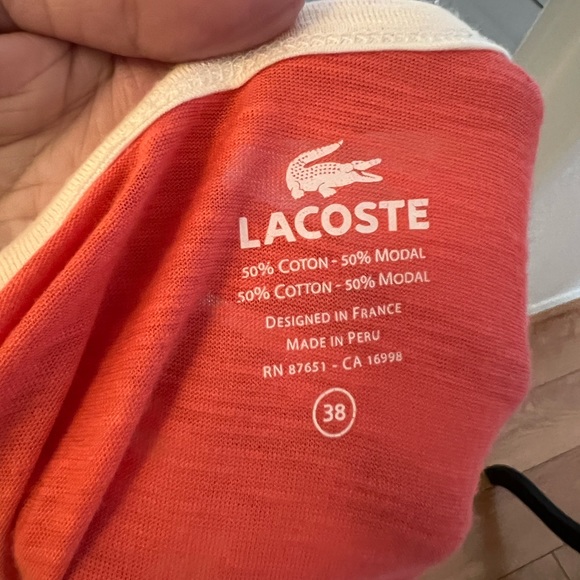 LACOSTE
50% COTON - 50% MODAL
50% COTTON - 50% MODAL
DESIGNED IN FRANCE
MADE IN PERU
RN 87651 - CA 16998
38